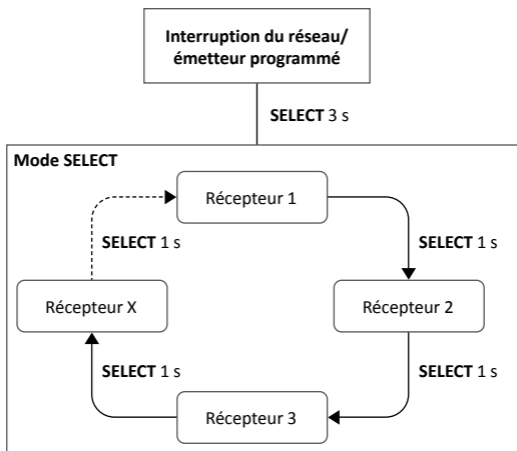 Interruption du réseau/
émetteur programmé
SELECT 3 s
Mode SELECT
Récepteur 1
SELECT 1 s
SELECT 1 s
Récepteur X
Récepteur 2
SELECT 1 s
SELECT 1 s
Récepteur 3